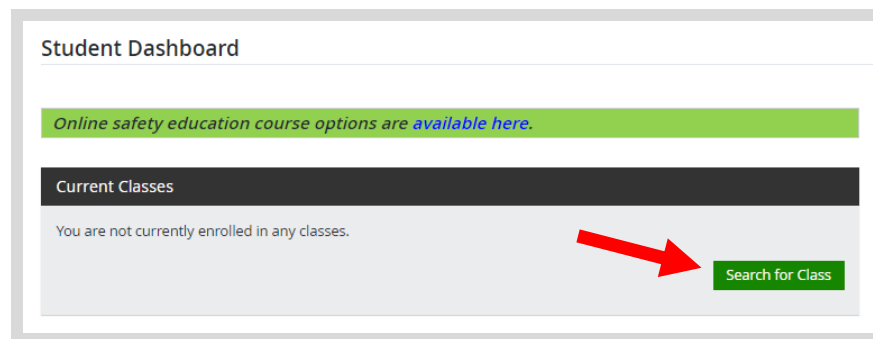 Student Dashboard
Online safety education course options are available here.
Current Classes
You are not currently enrolled in any classes.
Search for Class